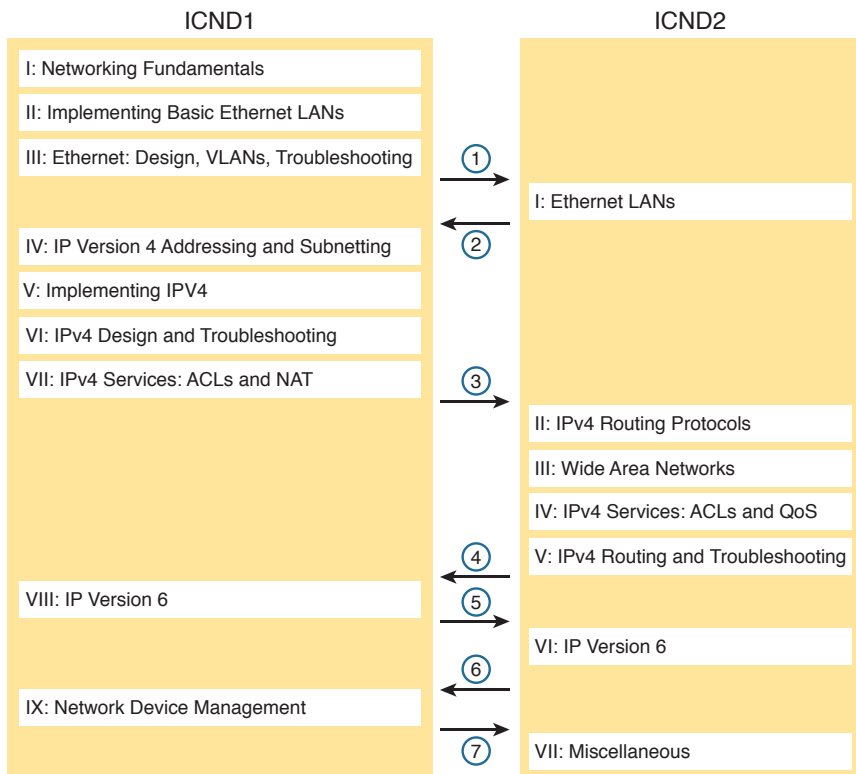 ICND1
I: Networking Fundamentals
II: Implementing Basic Ethernet LANs
III: Ethernet: Design, VLANs, Troubleshooting
1
ICND2
I: Ethernet LANs
2
IV: IP Version 4 Addressing and Subnetting
V: Implementing IPV4
VI: IPv4 Design and Troubleshooting
VII: IPv4 Services: ACLs and NAT
3
II: IPv4 Routing Protocols
III: Wide Area Networks
IV: IPv4 Services: ACLs and QoS
V: IPv4 Routing and Troubleshooting
4
VIII: IP Version 6
5
VI: IP Version 6
6
IX: Network Device Management
7
VII: Miscellaneous